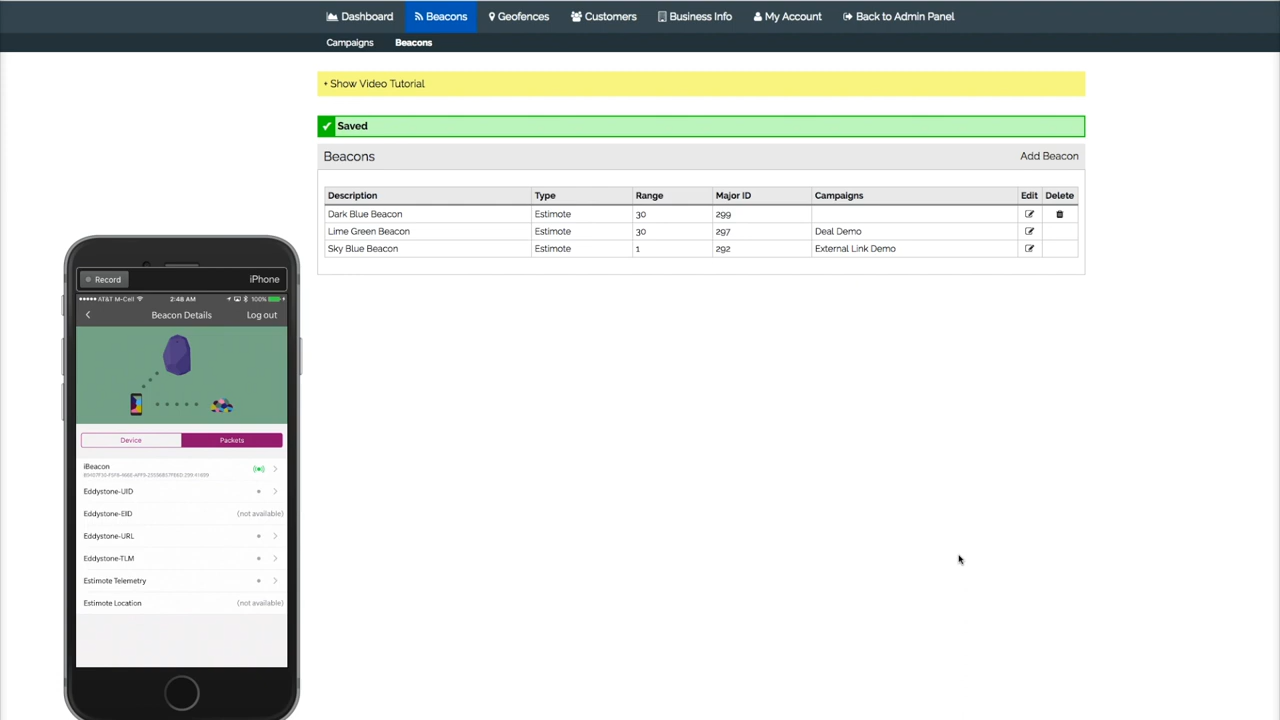 Dashboard Beacons Geofences Customers Business Info My Account Back to Admin Panel
Campaigns Beacons
+ Show Video Tutorial
Saved
Beacons Add Beacon
Description Type Range Major ID Campaigns Edit Delete
Dark Blue Beacon Estimote 30 299
Lime Green Beacon Estimote 30 297 Deal Demo
Sky Blue Beacon Estimote 1 292 External Link Demo
Record iPhone
AT&T M-Cell 2:48 AM 100%
Beacon Details Log out
Device Packets
iBeacon
Eddystone-UID
Eddystone-EID (not available)
Eddystone-URL
Eddystone-TLM
Estimote Telemetry
Estimote Location (not available)